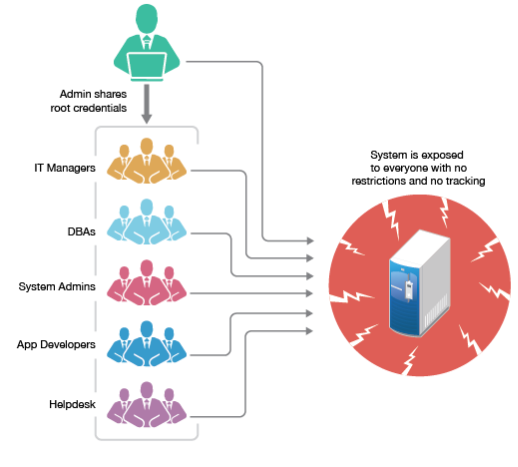 Admin shares
root credentials
IT Managers
DBAs
System Admins
App Developers
Helpdesk
System is exposed
to everyone with no
restrictions and no tracking